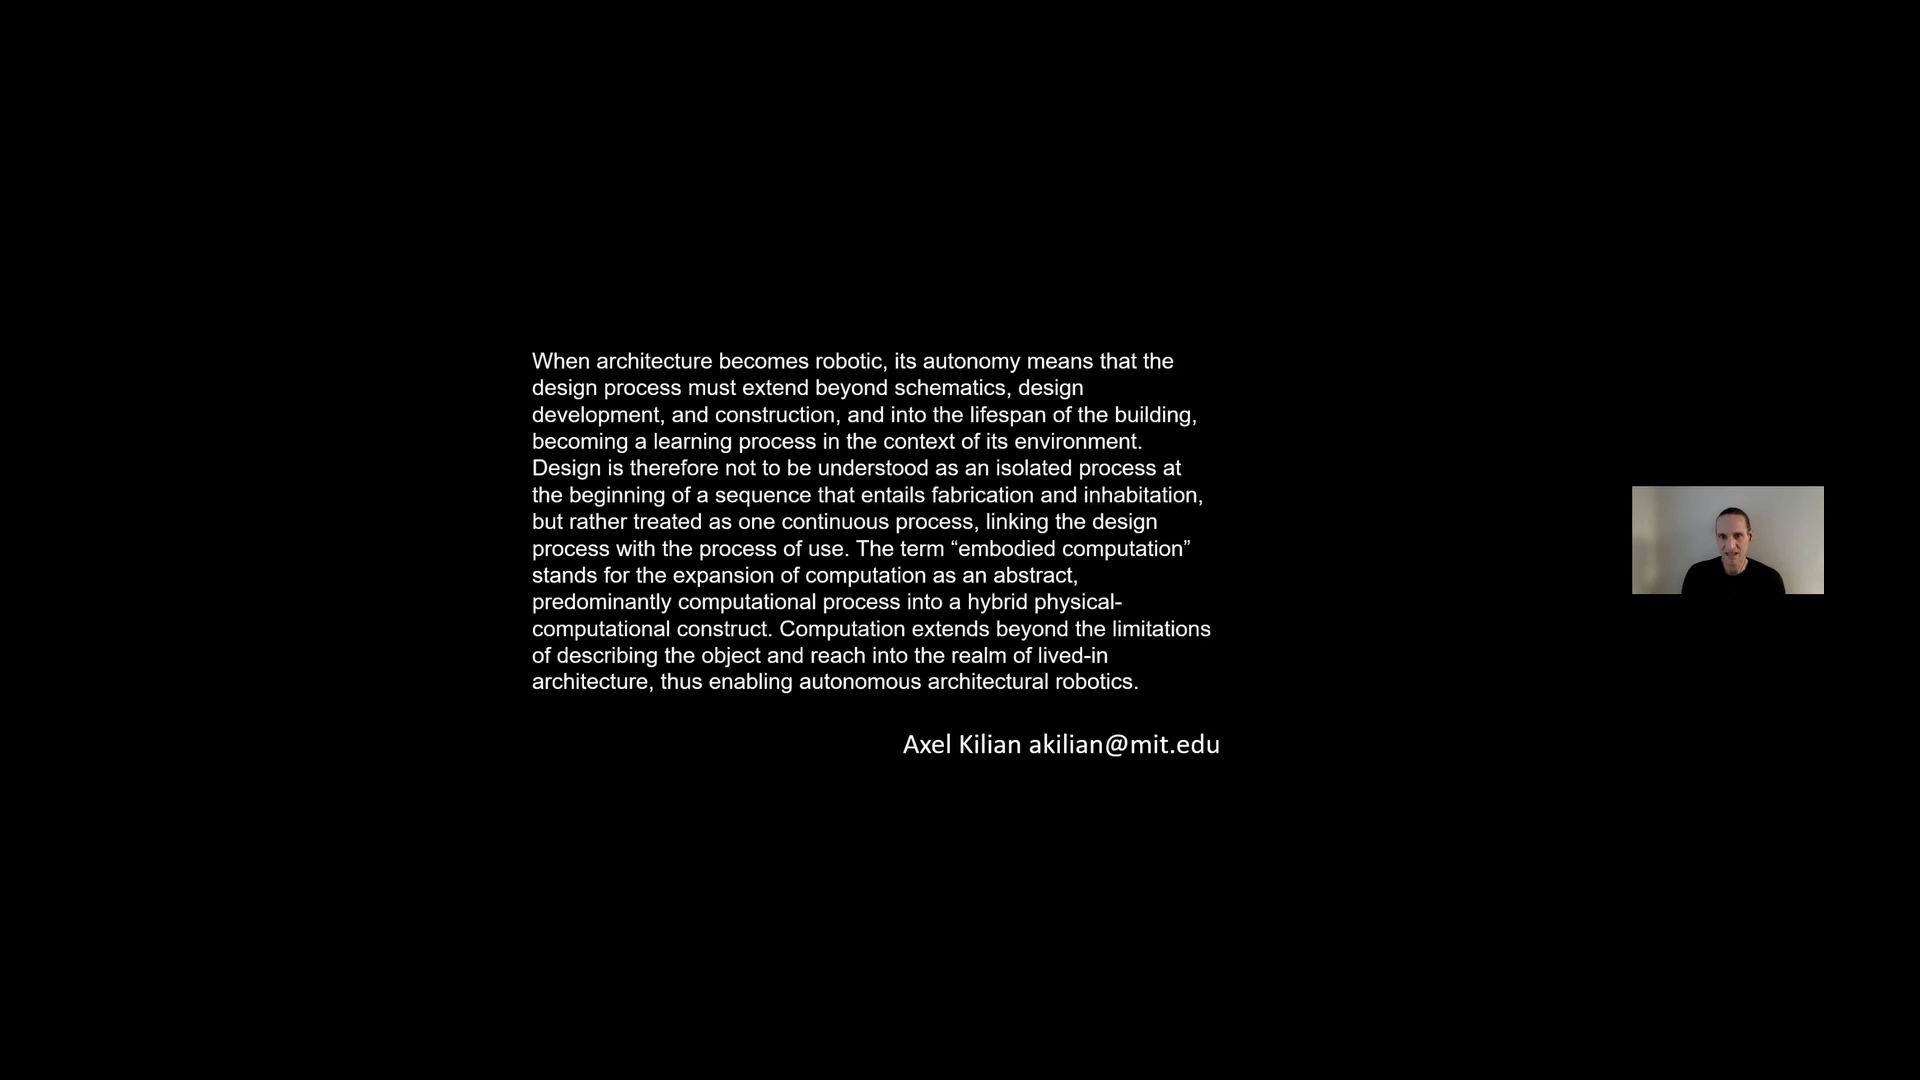 When architecture becomes robotic, its autonomy means that the
design process must extend beyond schematics, design
development, and construction, and into the lifespan of the building,
becoming a learning process in the context of its environment.
Design is therefore not to be understood as an isolated process at
the beginning of a sequence that entails fabrication and inhabitation,
but rather treated as one continuous process, linking the design
process with the process of use. The term “embodied computation”
stands for the expansion of computation as an abstract,
predominantly computational process into a hybrid physical-
computational construct. Computation extends beyond the limitations
of describing the object and reach into the realm of lived-in
architecture, thus enabling autonomous architectural robotics.
Axel Kilian akilian@mit.edu